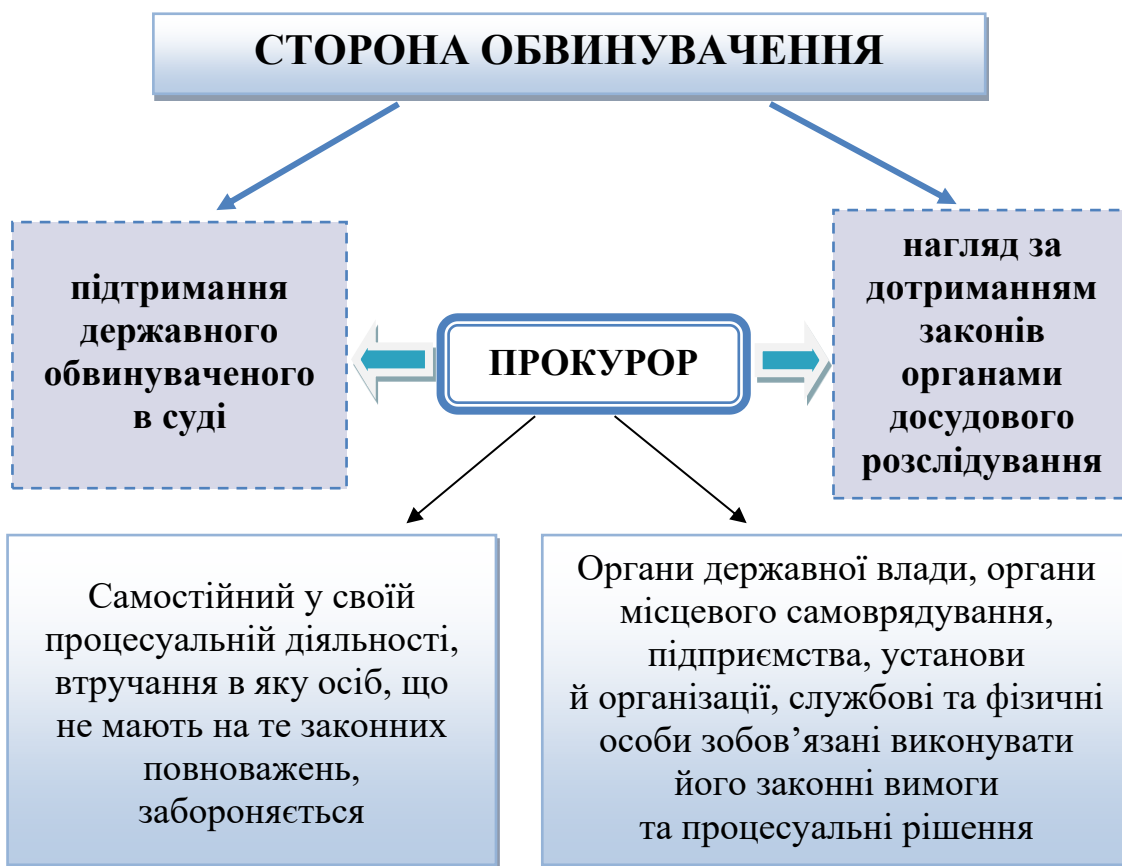 СТОРОНА ОБВИНУВАЧЕННЯ
підтримання
державного
обвинуваченого
в суді
ПРОКУРОР
нагляд за
дотриманням
законів
органами
досудового
розслідування
Самостійний у своїй
процесуальній діяльності,
втручання в яку осіб, що
не мають на те законних
повноважень,
забороняється
Органи державної влади, органи
місцевого самоврядування,
підприємства, установи
й організації, службові та фізичні
особи зобов’язані виконувати
його законні вимоги
та процесуальні рішення